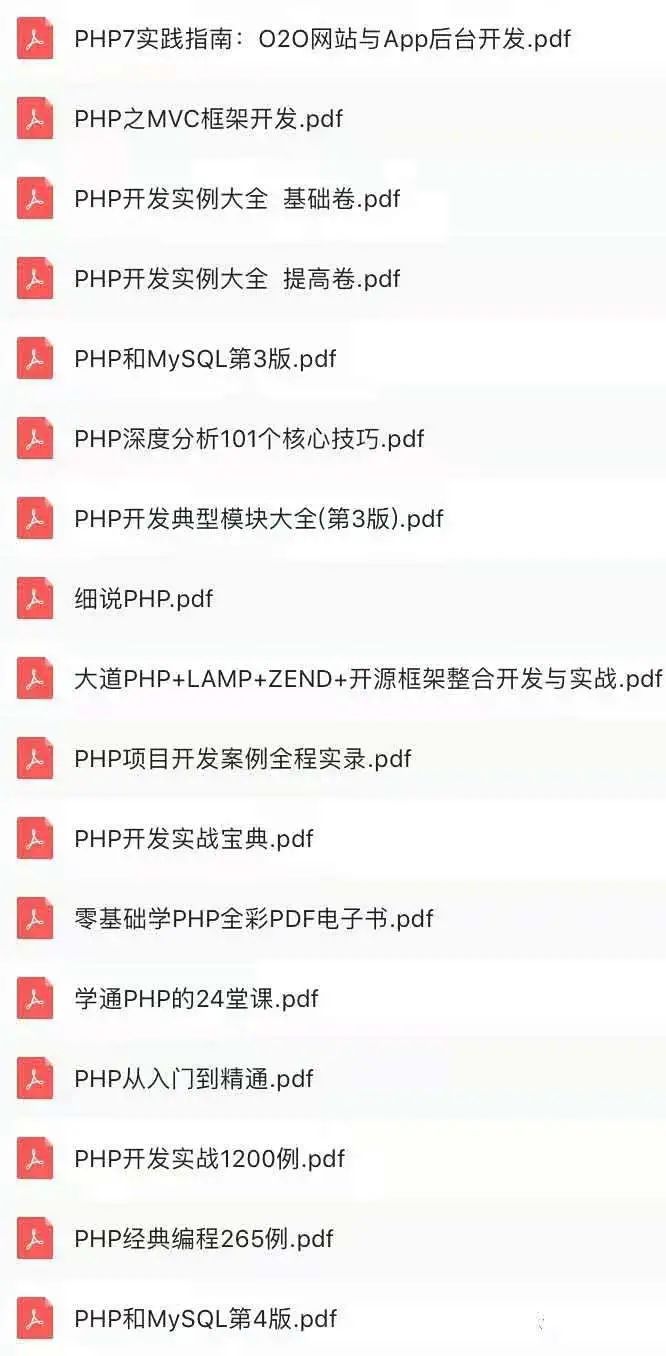 PHP7实践指南：O2O网站与App后台开发.pdf
PHP之MVC框架开发.pdf
PHP开发实例大全 基础卷.pdf
PHP开发实例大全 提高卷.pdf
PHP和MySQL第3版.pdf
PHP深度分析101个核心技巧.pdf
PHP开发典型模块大全(第3版).pdf
细说PHP.pdf
大道PHP+LAMP+ZEND+开源框架整合开发与实战.pdf
PHP项目开发案例全程实录.pdf
PHP开发实战宝典.pdf
零基础学PHP全彩PDF电子书.pdf
学通PHP的24堂课.pdf
PHP从入门到精通.pdf
PHP开发实战1200例.pdf
PHP经典编程265例.pdf
PHP和MySQL第4版.pdf